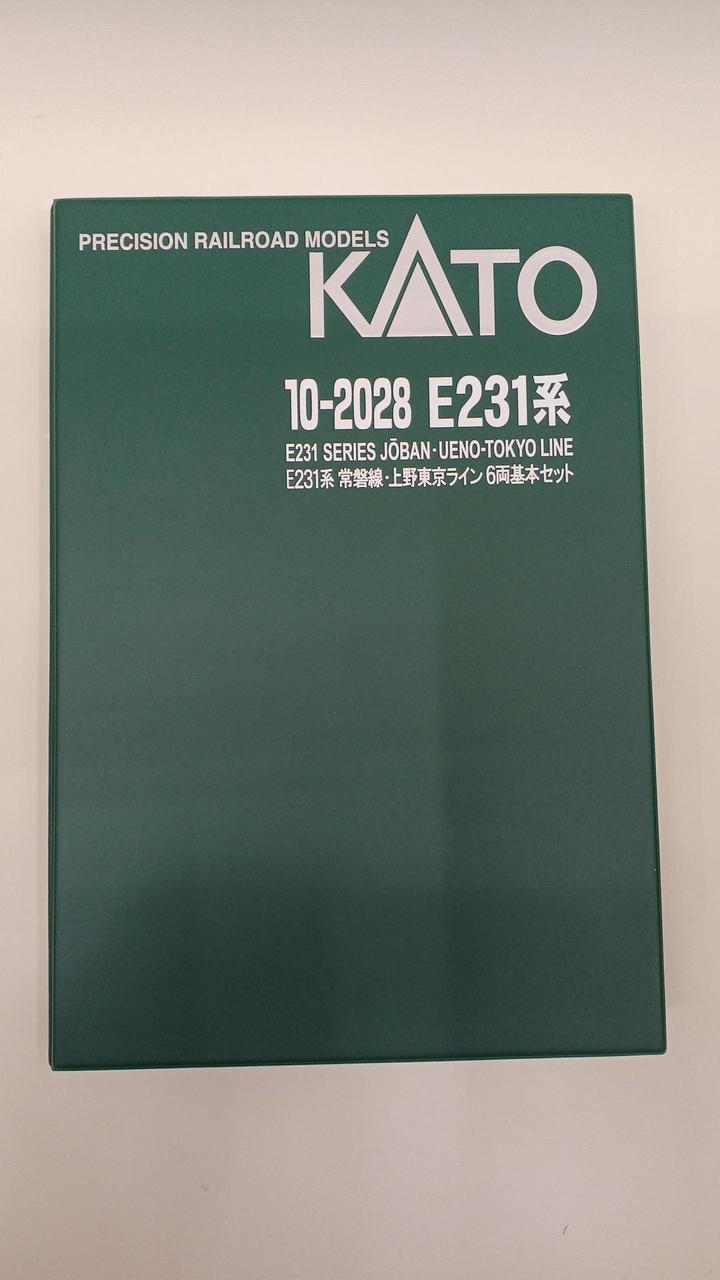 PRECISION RAILROAD MODELS
KATO
10-2028 E231系
E231 SERIES JŌBAN・UENO-TOKYO LINE
E231系 常磐線・上野東京ライン 6両基本セット